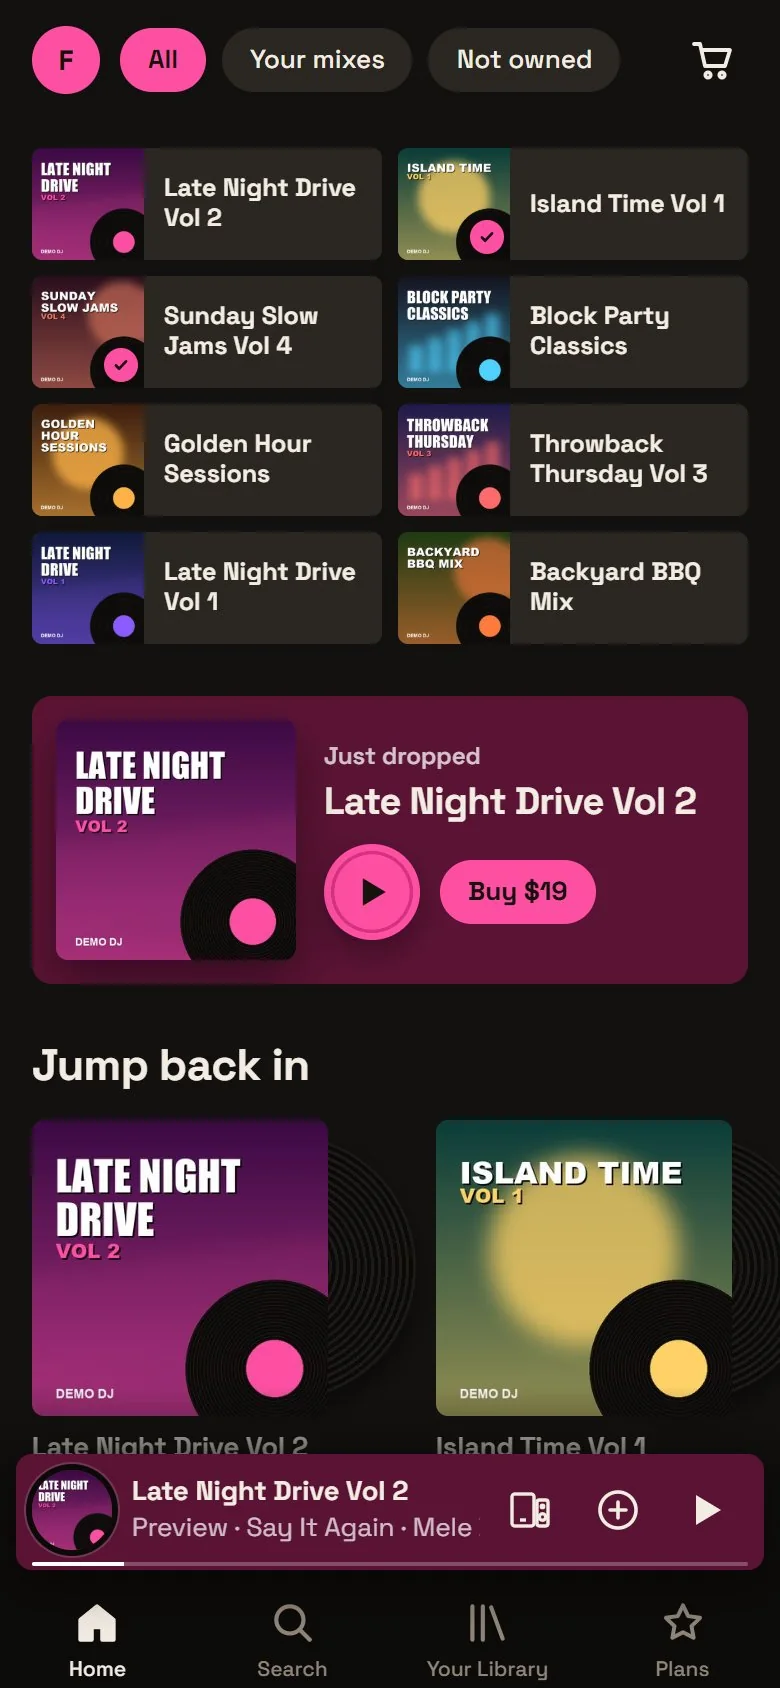 F
All
Your mixes
Not owned
LATE NIGHT
DRIVE
VOL 2
DEMO DJ
Late Night Drive
Vol 2
ISLAND TIME
VOL 1
DEMO DJ
Island Time Vol 1
SUNDAY
SLOW JAMS
VOL 4
DEMO DJ
Sunday Slow
Jams Vol 4
BLOCK PARTY
CLASSICS
DEMO DJ
Block Party
Classics
GOLDEN
HOUR
SESSIONS
DEMO DJ
Golden Hour
Sessions
THROWBACK
THURSDAY
VOL 3
DEMO DJ
Throwback
Thursday Vol 3
LATE NIGHT
DRIVE
VOL 1
DEMO DJ
Late Night Drive
Vol 1
BACKYARD
BBQ MIX
DEMO DJ
Backyard BBQ
Mix
LATE NIGHT
DRIVE
VOL 2
DEMO DJ
Just dropped
Late Night Drive Vol 2
Buy $19
Jump back in
LATE NIGHT
DRIVE
VOL 2
DEMO DJ
ISLAND TIME
VOL 1
DEMO DJ
Late Night Drive Vol 2
Island Time Vol 1
LATE NIGHT
DRIVE
VOL 2
Late Night Drive Vol 2
Preview · Say It Again · Mele
Home
Search
Your Library
Plans